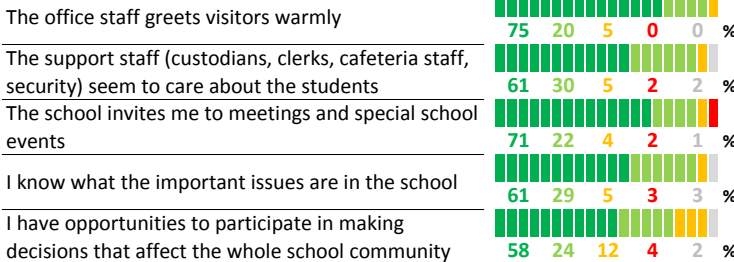 The office staff greets visitors warmly
75 20 5 0 0 %
The support staff (custodians, clerks, cafeteria staff,
security) seem to care about the students
61 30 5 2 2 %
The school invites me to meetings and special school
events
71 22 4 2 1 %
I know what the important issues are in the school
61 29 5 3 3 %
I have opportunities to participate in making
decisions that affect the whole school community
58 24 12 4 2 %